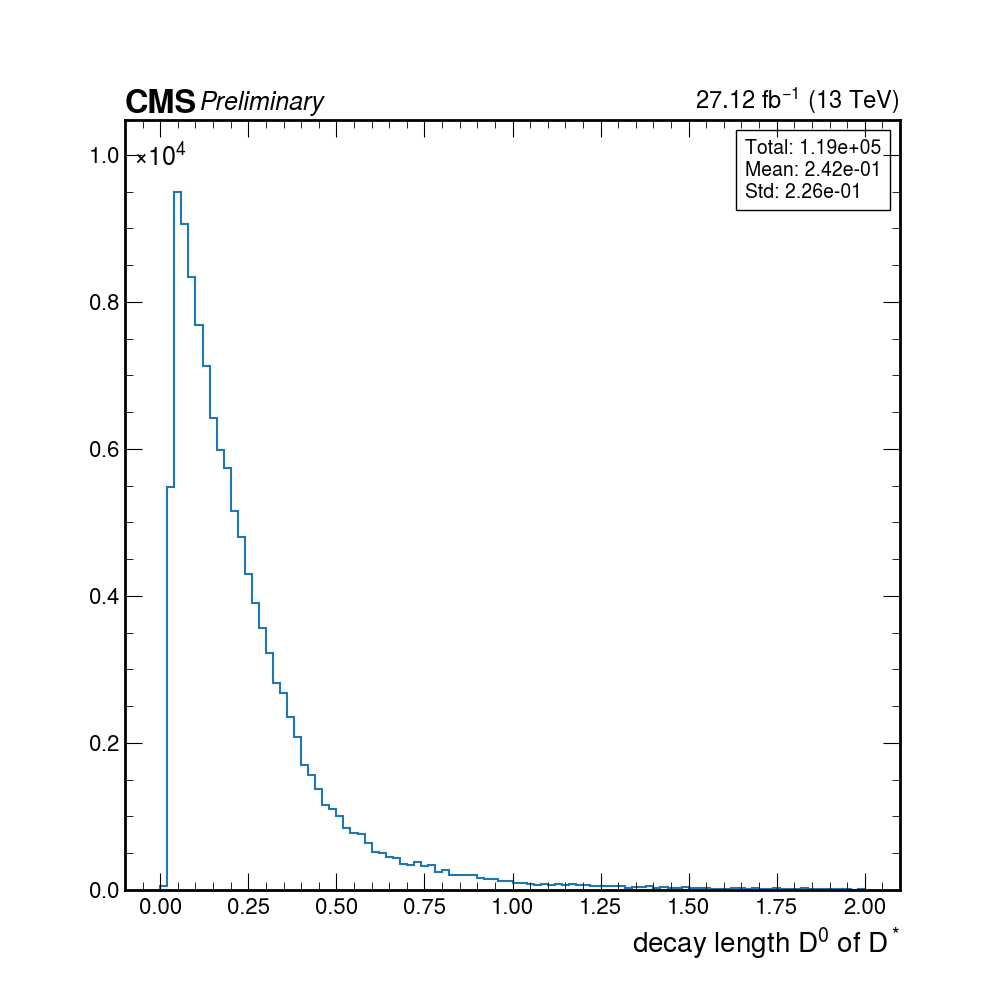 CMS Preliminary
27.12 fb⁻¹ (13 TeV)
×10⁴
Total: 1.19e+05
Mean: 2.42e-01
Std: 2.26e-01
1.0
0.8
0.6
0.4
0.2
0.0
0.00 0.25 0.50 0.75 1.00 1.25 1.50 1.75 2.00
decay length D⁰ of D*